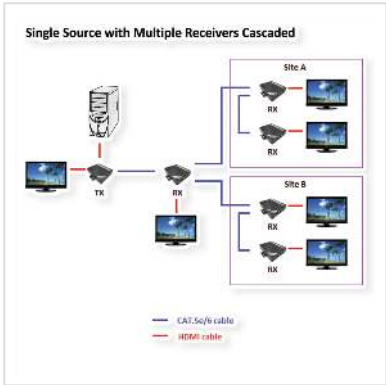 Single Source with Multiple Receivers Cascaded
Site A
RX
RX
TX
RX
Site B
RX
RX
CAT.5e/6 cable
HDMI cable